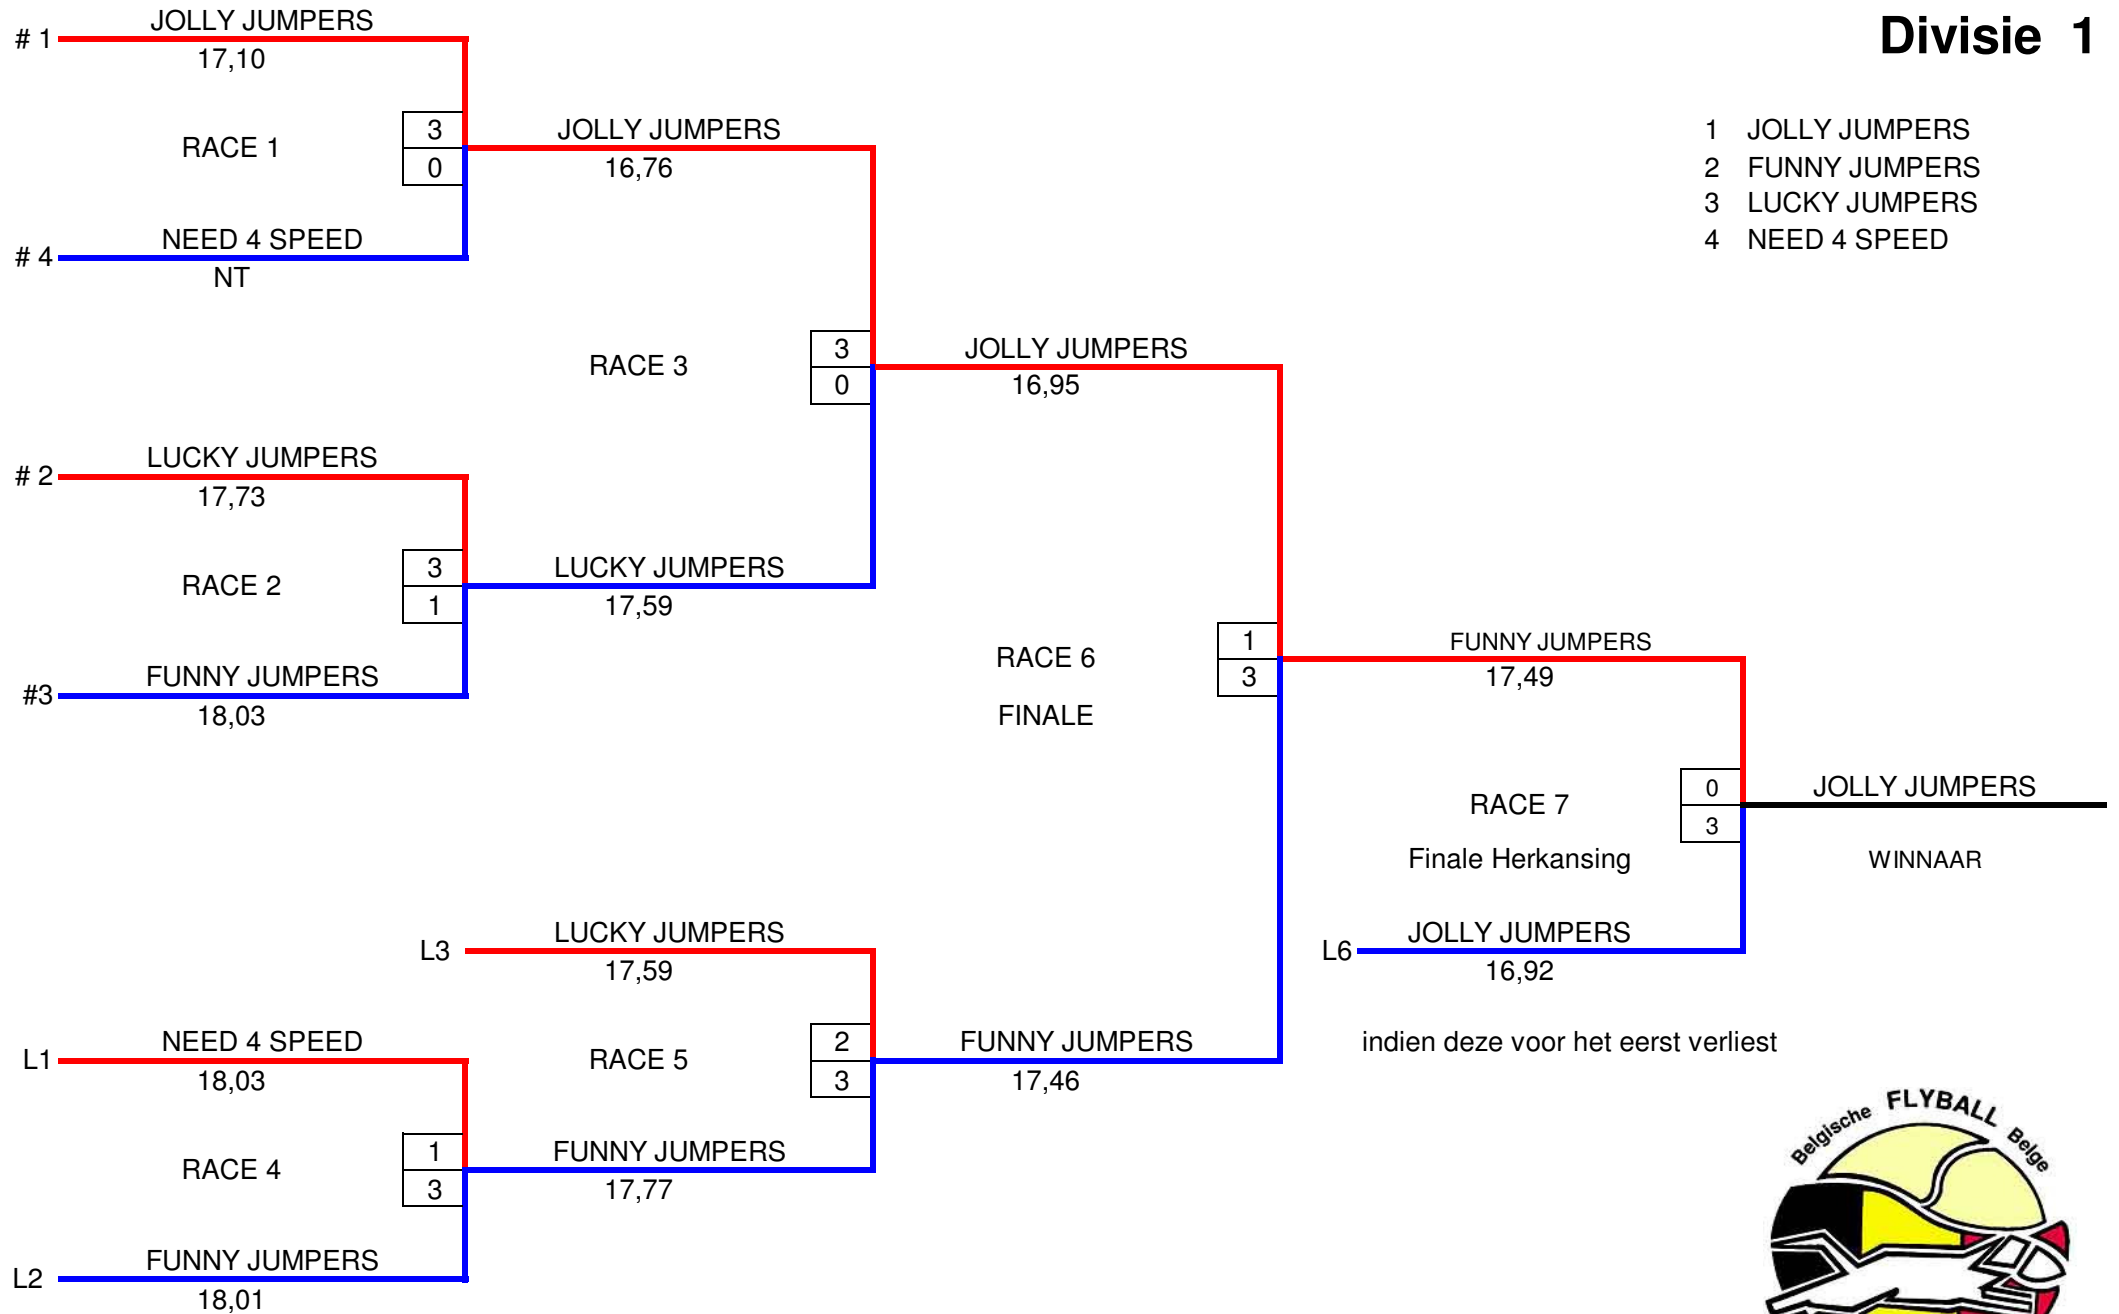 Divisie 1
1 JOLLY JUMPERS
2 FUNNY JUMPERS
3 LUCKY JUMPERS
4 NEED 4 SPEED
# 1 JOLLY JUMPERS
17,10
RACE 1
3
0
# 4 NEED 4 SPEED
NT
JOLLY JUMPERS
16,76
RACE 3
3
0
# 2 LUCKY JUMPERS
17,73
RACE 2
3
1
#3 FUNNY JUMPERS
18,03
LUCKY JUMPERS
17,59
JOLLY JUMPERS
16,95
RACE 6
FINALE
1
3
FUNNY JUMPERS
17,49
RACE 7
Finale Herkansing
0
3
JOLLY JUMPERS
WINNAAR
L6 JOLLY JUMPERS
16,92
indien deze voor het eerst verliest
L3 LUCKY JUMPERS
17,59
RACE 5
2
3
FUNNY JUMPERS
17,46
L1 NEED 4 SPEED
18,03
RACE 4
1
3
FUNNY JUMPERS
17,77
L2 FUNNY JUMPERS
18,01
Belgische FLYBALL Belge